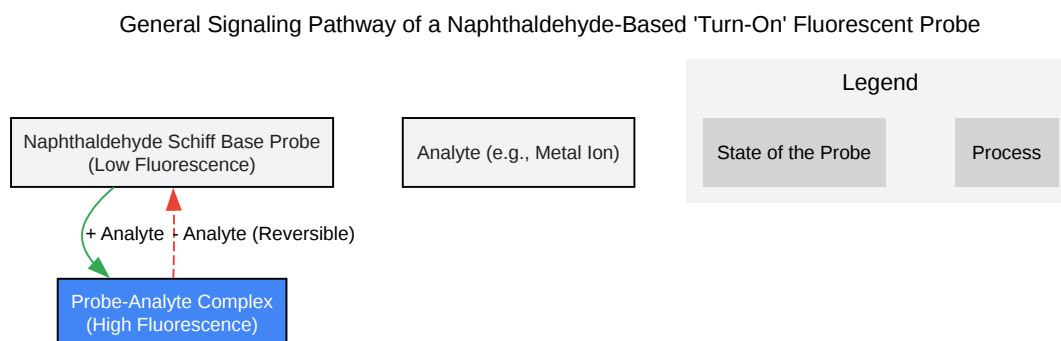 General Signaling Pathway of a Naphthaldehyde-Based 'Turn-On' Fluorescent Probe
Legend
Naphthaldehyde Schiff Base Probe
(Low Fluorescence)
Analyte (e.g., Metal Ion)
State of the Probe
Process
+ Analyte
- Analyte (Reversible)
Probe-Analyte Complex
(High Fluorescence)